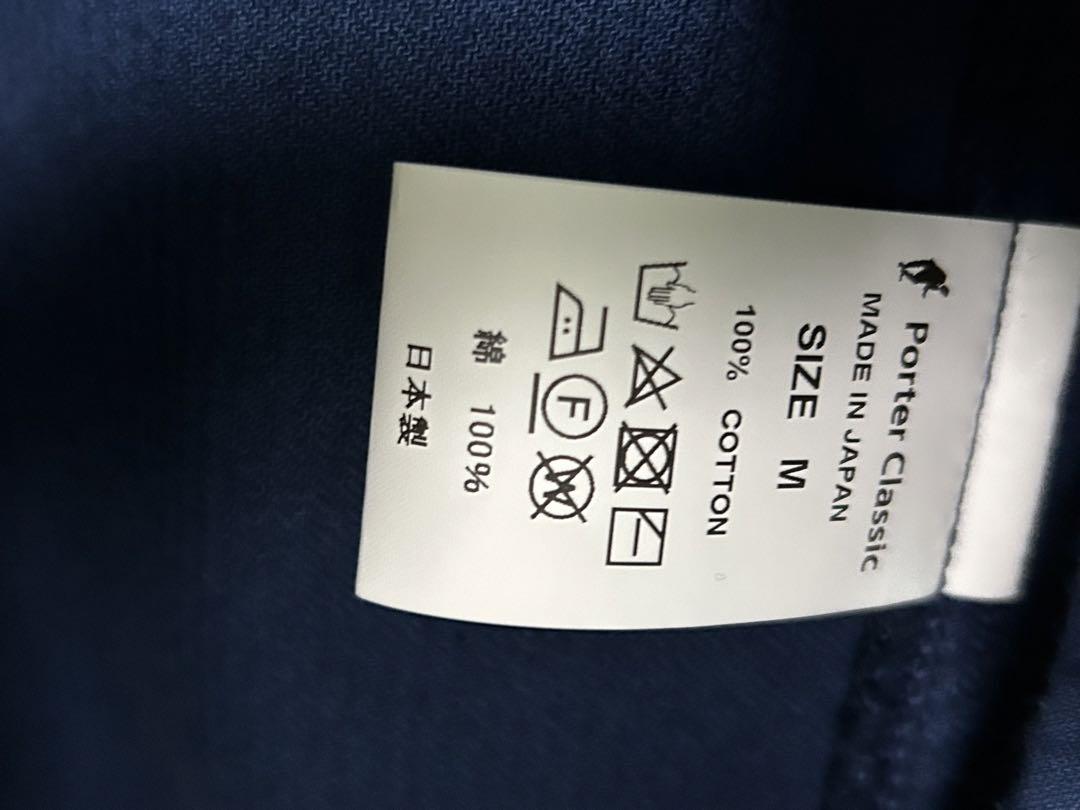 Porter Classic
MADE IN JAPAN
SIZE M
100% COTTON
F W
綿 100%
日本製